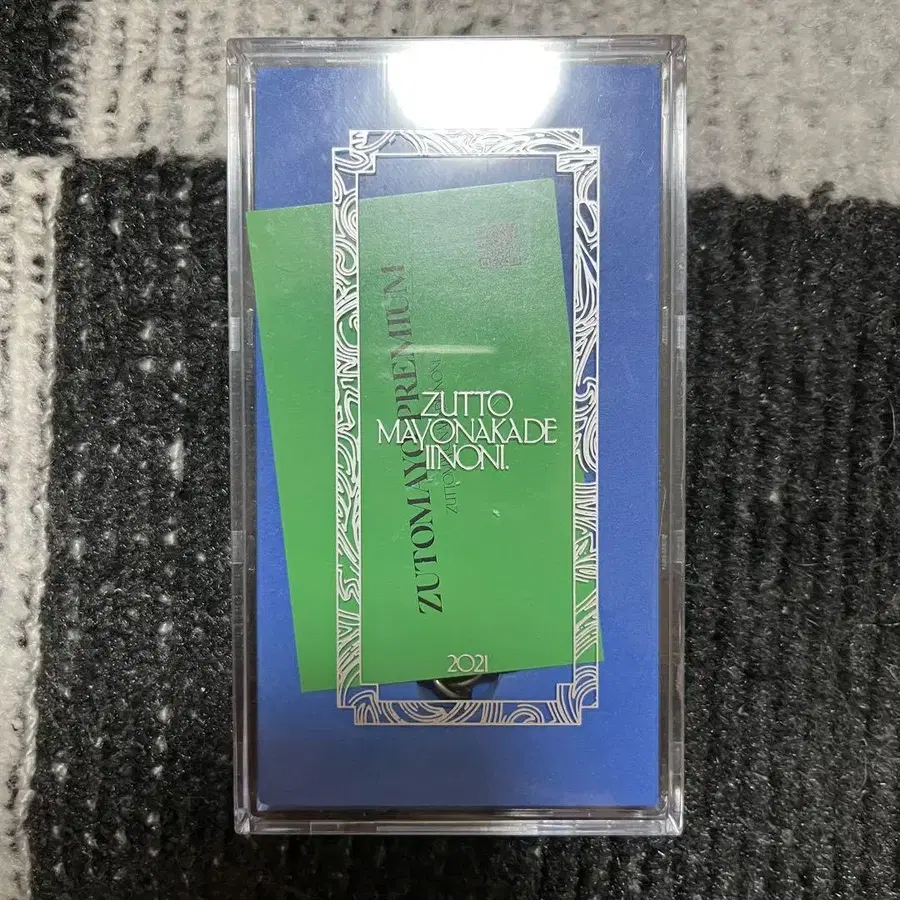 ZUTTO
MAYONAKADE
IINONI.
ZUTOMAYO PREMIUM
2021